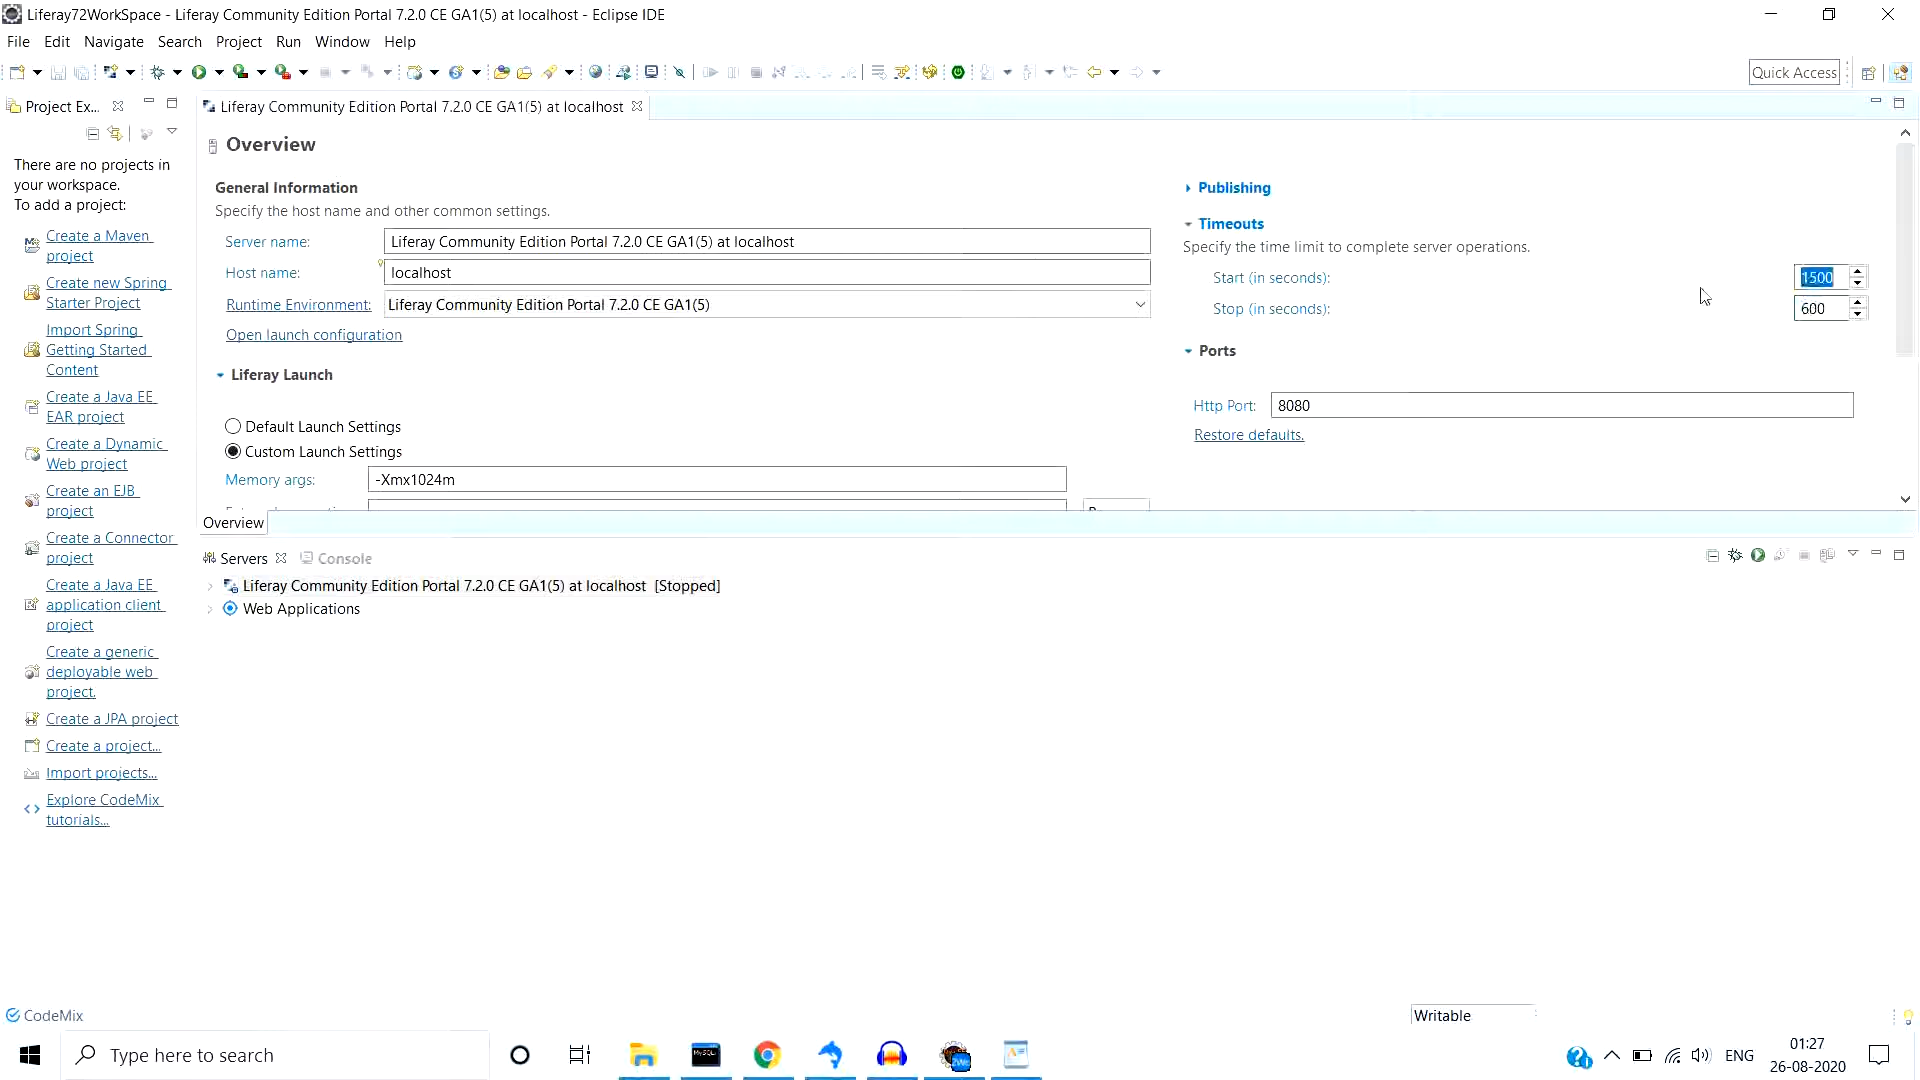 Liferay72WorkSpace - Liferay Community Edition Portal 7.2.0 CE GA1(5) at localhost - Eclipse IDE
File Edit Navigate Search Project Run Window Help
Quick Access
Project Ex...
Liferay Community Edition Portal 7.2.0 CE GA1(5) at localhost
There are no projects in
your workspace.
To add a project:
Create a Maven
project
Create new Spring
Starter Project
Import Spring
Getting Started
Content
Create a Java EE
EAR project
Create a Dynamic
Web project
Create an EJB
project
Create a Connector
project
Create a Java EE
application client
project
Create a generic
deployable web
project.
Create a JPA project
Create a project...
Import projects...
Explore CodeMix
tutorials...
Overview
General Information
Specify the host name and other common settings.
Server name: Liferay Community Edition Portal 7.2.0 CE GA1(5) at localhost
Host name: localhost
Runtime Environment: Liferay Community Edition Portal 7.2.0 CE GA1(5)
Open launch configuration
Liferay Launch
Default Launch Settings
Custom Launch Settings
Memory args: -Xmx1024m
Publishing
Timeouts
Specify the time limit to complete server operations.
Start (in seconds): 1500
Stop (in seconds): 600
Ports
Http Port: 8080
Restore defaults.
Overview
Servers Console
Liferay Community Edition Portal 7.2.0 CE GA1(5) at localhost [Stopped]
Web Applications
CodeMix
Writable
Type here to search
MySQL
ENG
01:27
26-08-2020